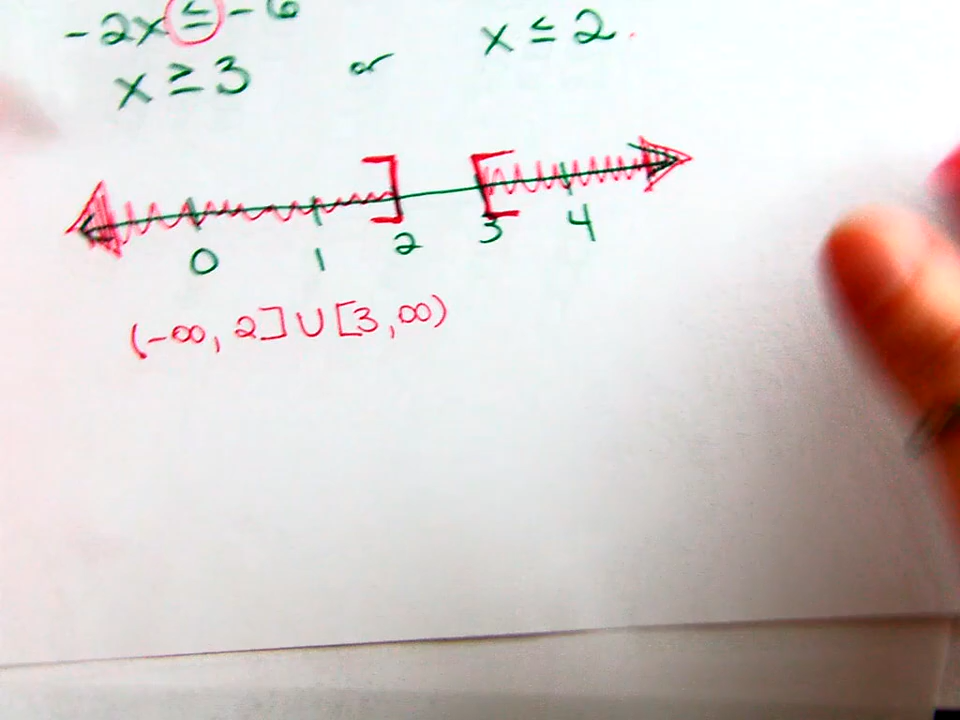 -2x ≤ -6
x ≥ 3 or x ≤ 2
] [
0 1 2 3 4
(-∞, 2] ∪ [3, ∞)